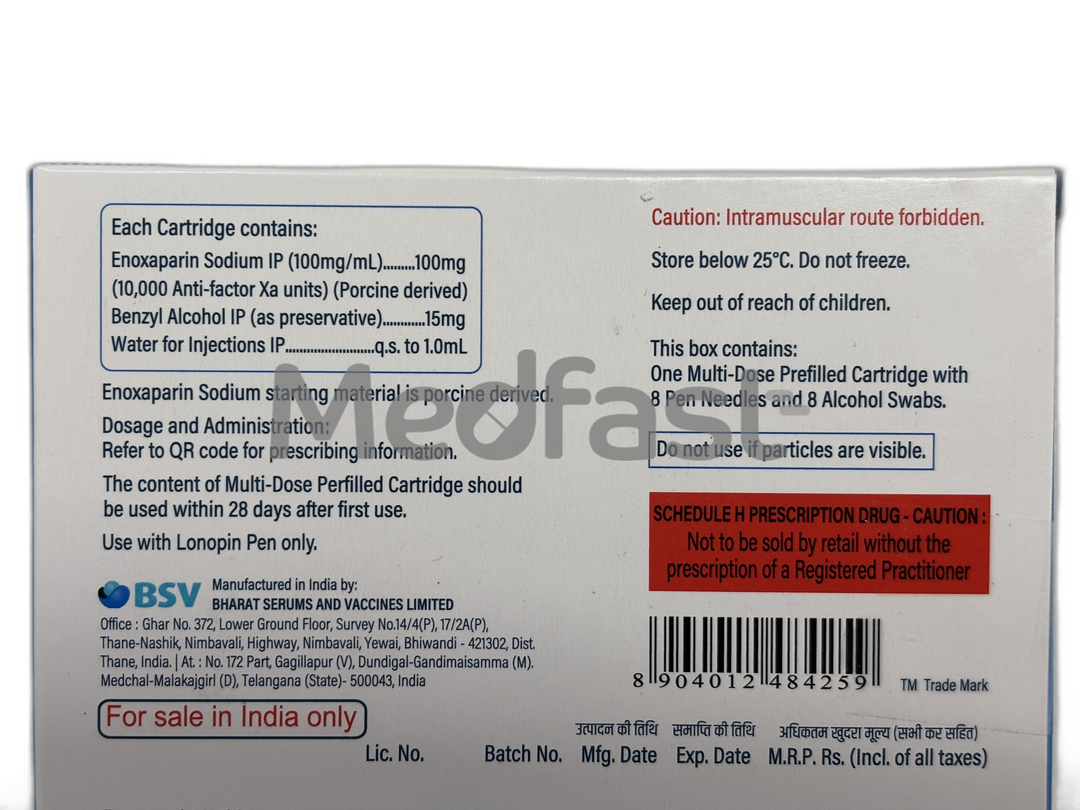 Each Cartridge contains:
Enoxaparin Sodium IP (100mg/mL).........100mg
(10,000 Anti-factor Xa units) (Porcine derived)
Benzyl Alcohol IP (as preservative)............15mg
Water for Injections IP.........................q.s. to 1.0mL
Enoxaparin Sodium starting material is porcine derived.
Dosage and Administration:
Refer to QR code for prescribing information.
The content of Multi-Dose Perfilled Cartridge should
be used within 28 days after first use.
Use with Lonopin Pen only.
BSV
Manufactured in India by:
BHARAT SERUMS AND VACCINES LIMITED
Office : Ghar No. 372, Lower Ground Floor, Survey No.14/4(P), 17/2A(P),
Thane-Nashik, Nimbavali, Highway, Nimbavali, Yewai, Bhiwandi - 421302, Dist.
Thane, India. | At. : No. 172 Part, Gagillapur (V), Dundigal-Gandimaisamma (M).
Medchal-Malakajgirl (D), Telangana (State)- 500043, India
For sale in India only
Caution: Intramuscular route forbidden.
Store below 25°C. Do not freeze.
Keep out of reach of children.
This box contains:
One Multi-Dose Prefilled Cartridge with
8 Pen Needles and 8 Alcohol Swabs.
Do not use if particles are visible.
SCHEDULE H PRESCRIPTION DRUG - CAUTION :
Not to be sold by retail without the
prescription of a Registered Practitioner
8 904012 484259
TM Trade Mark
उत्पादन की तिथि समाप्ति की तिथि अधिकतम खुदरा मूल्य (सभी कर सहित)
Lic. No. Batch No. Mfg. Date Exp. Date M.R.P. Rs. (Incl. of all taxes)
Medfast